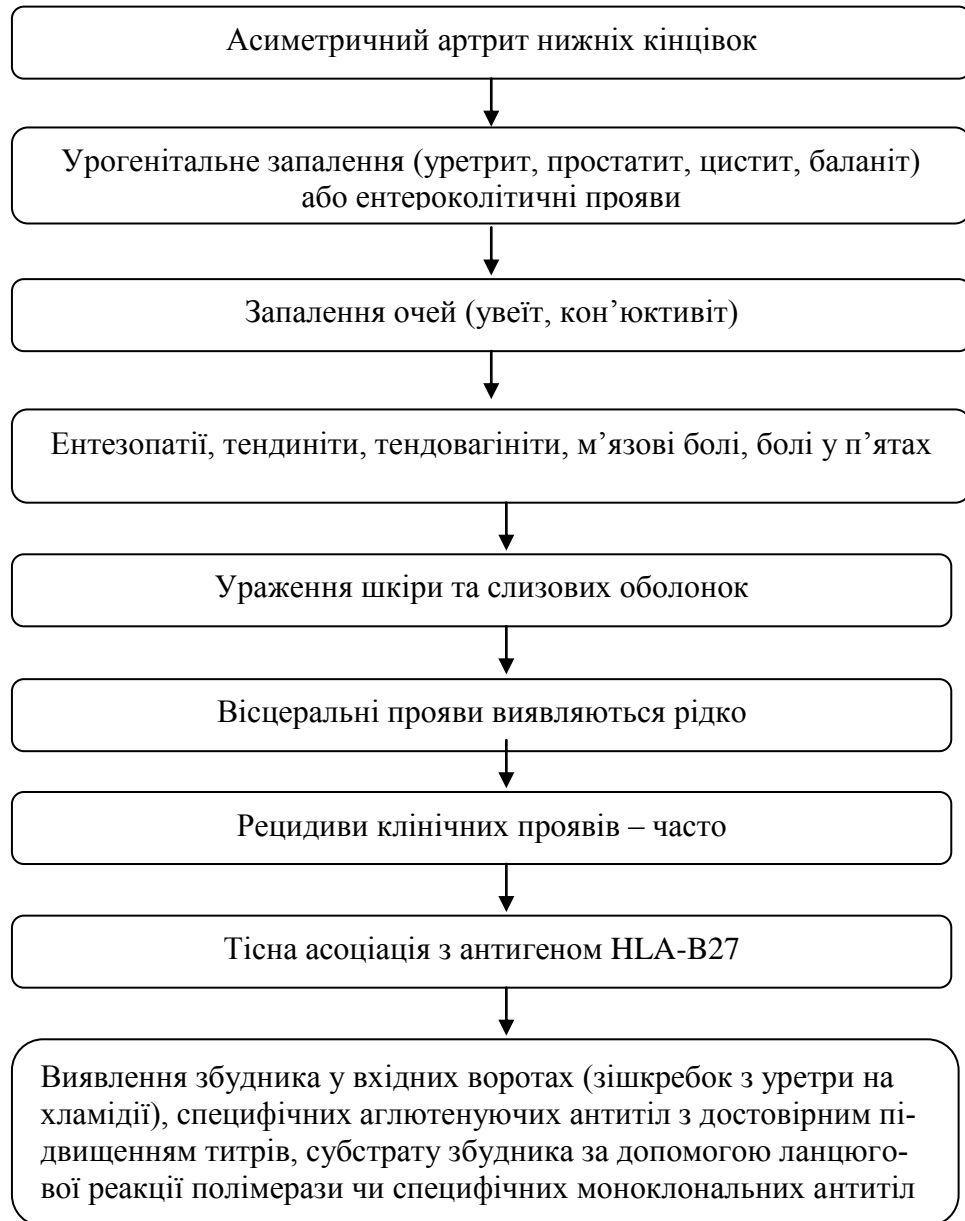 Асиметричний артрит нижніх кінцівок
Урогенітальне запалення (уретрит, простатит, цистит, баланіт)
або ентероколітичні прояви
Запалення очей (увеїт, кон’юктивіт)
Ентезопатії, тендиніти, тендовагініти, м’язові болі, болі у п’ятах
Ураження шкіри та слизових оболонок
Вісцеральні прояви виявляються рідко
Рецидиви клінічних проявів – часто
Тісна асоціація з антигеном HLA-B27
Виявлення збудника у вхідних воротах (зішкребок з уретри на
хламідії), специфічних аглютенуючих антитіл з достовірним пі-
двищенням титрів, субстрату збудника за допомогою ланцюго-
вої реакції полімерази чи специфічних моноклональних антитіл